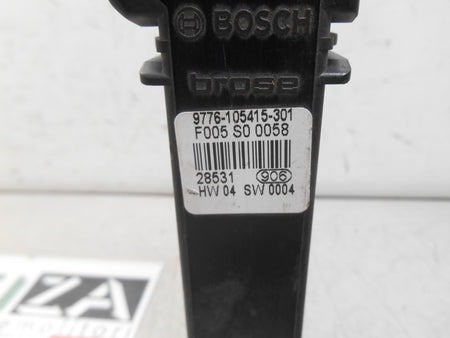 BOSCH
brose
9776-105415-301
F005 S0 0058
28531 906
HW 04 SW 0004
ZA